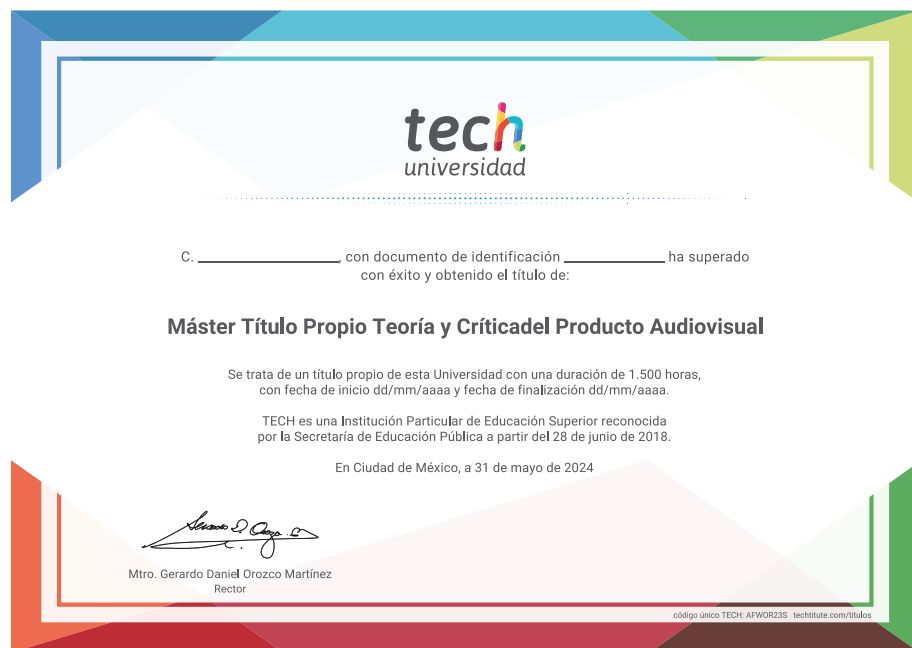 tech
universidad
C. ____________________, con documento de identificación ______________ ha superado
con éxito y obtenido el título de:
Máster Título Propio Teoría y Críticadel Producto Audiovisual
Se trata de un título propio de esta Universidad con una duración de 1.500 horas,
con fecha de inicio dd/mm/aaaa y fecha de finalización dd/mm/aaaa.
TECH es una Institución Particular de Educación Superior reconocida
por la Secretaría de Educación Pública a partir del 28 de junio de 2018.
En Ciudad de México, a 31 de mayo de 2024
Mtro. Gerardo Daniel Orozco Martínez
Rector
código único TECH: AFWOR23S techtitute.com/titulos